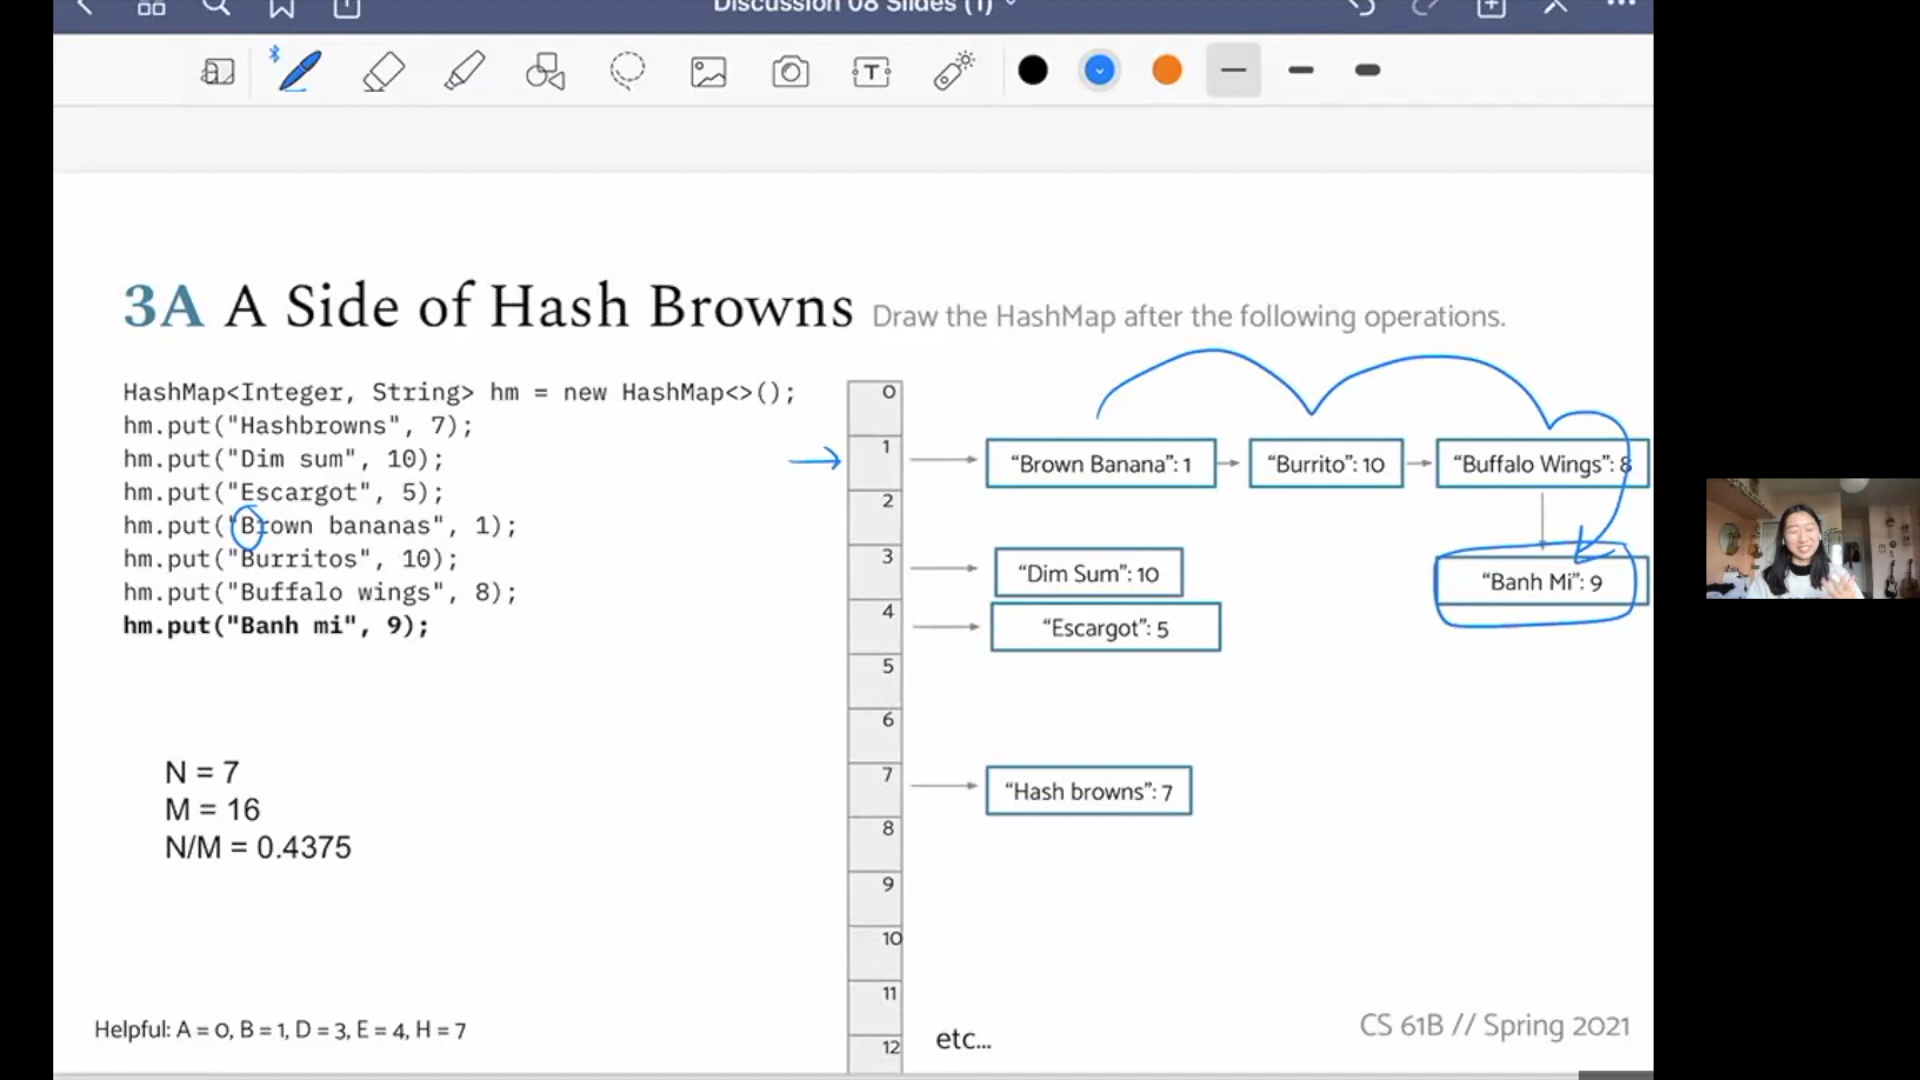 Discussion 08 Slides (1)
3A A Side of Hash Browns Draw the HashMap after the following operations.
HashMap<Integer, String> hm = new HashMap<>();
hm.put("Hashbrowns", 7);
hm.put("Dim sum", 10);
hm.put("Escargot", 5);
hm.put("Brown bananas", 1);
hm.put("Burritos", 10);
hm.put("Buffalo wings", 8);
hm.put("Banh mi", 9);
N = 7
M = 16
N/M = 0.4375
Helpful: A = 0, B = 1, D = 3, E = 4, H = 7
0
1
“Brown Banana”: 1
“Burrito”: 10
“Buffalo Wings”: 8
2
3
“Dim Sum”: 10
“Banh Mi”: 9
4
“Escargot”: 5
5
6
7
“Hash browns”: 7
8
9
10
11
12
etc...
CS 61B // Spring 2021